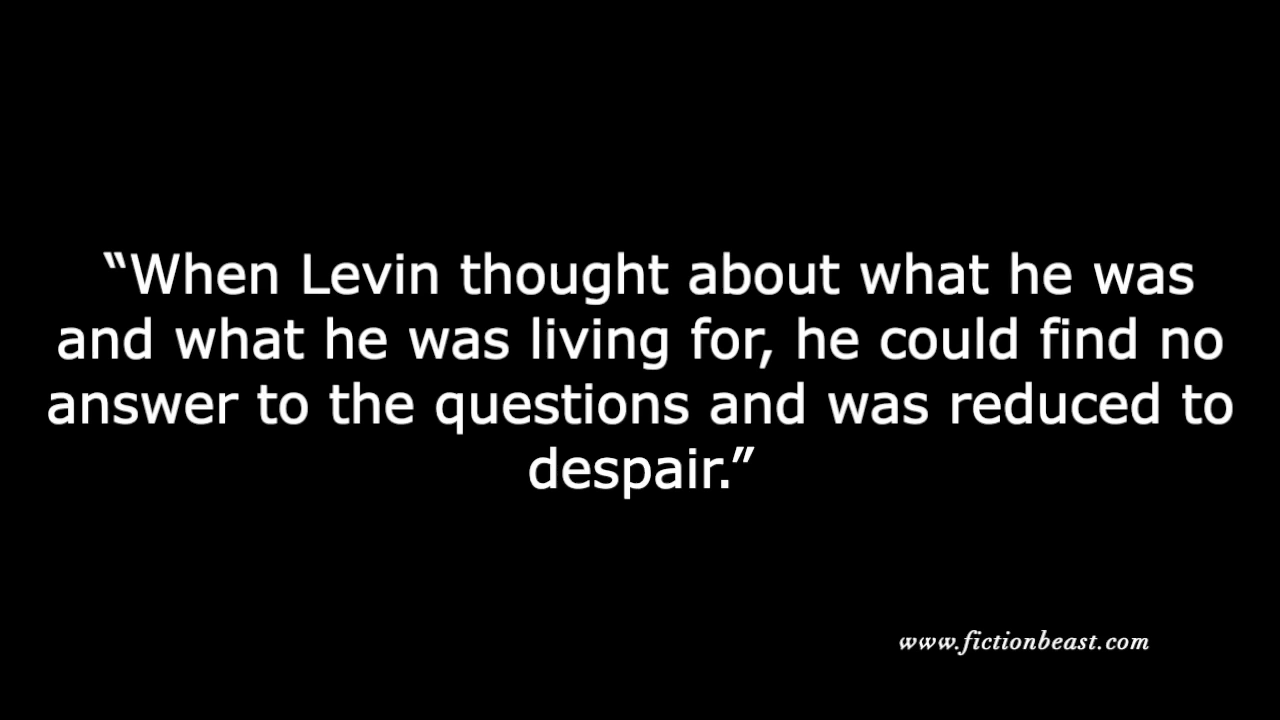 “When Levin thought about what he was
and what he was living for, he could find no
answer to the questions and was reduced to
despair.”
www.fictionbeast.com